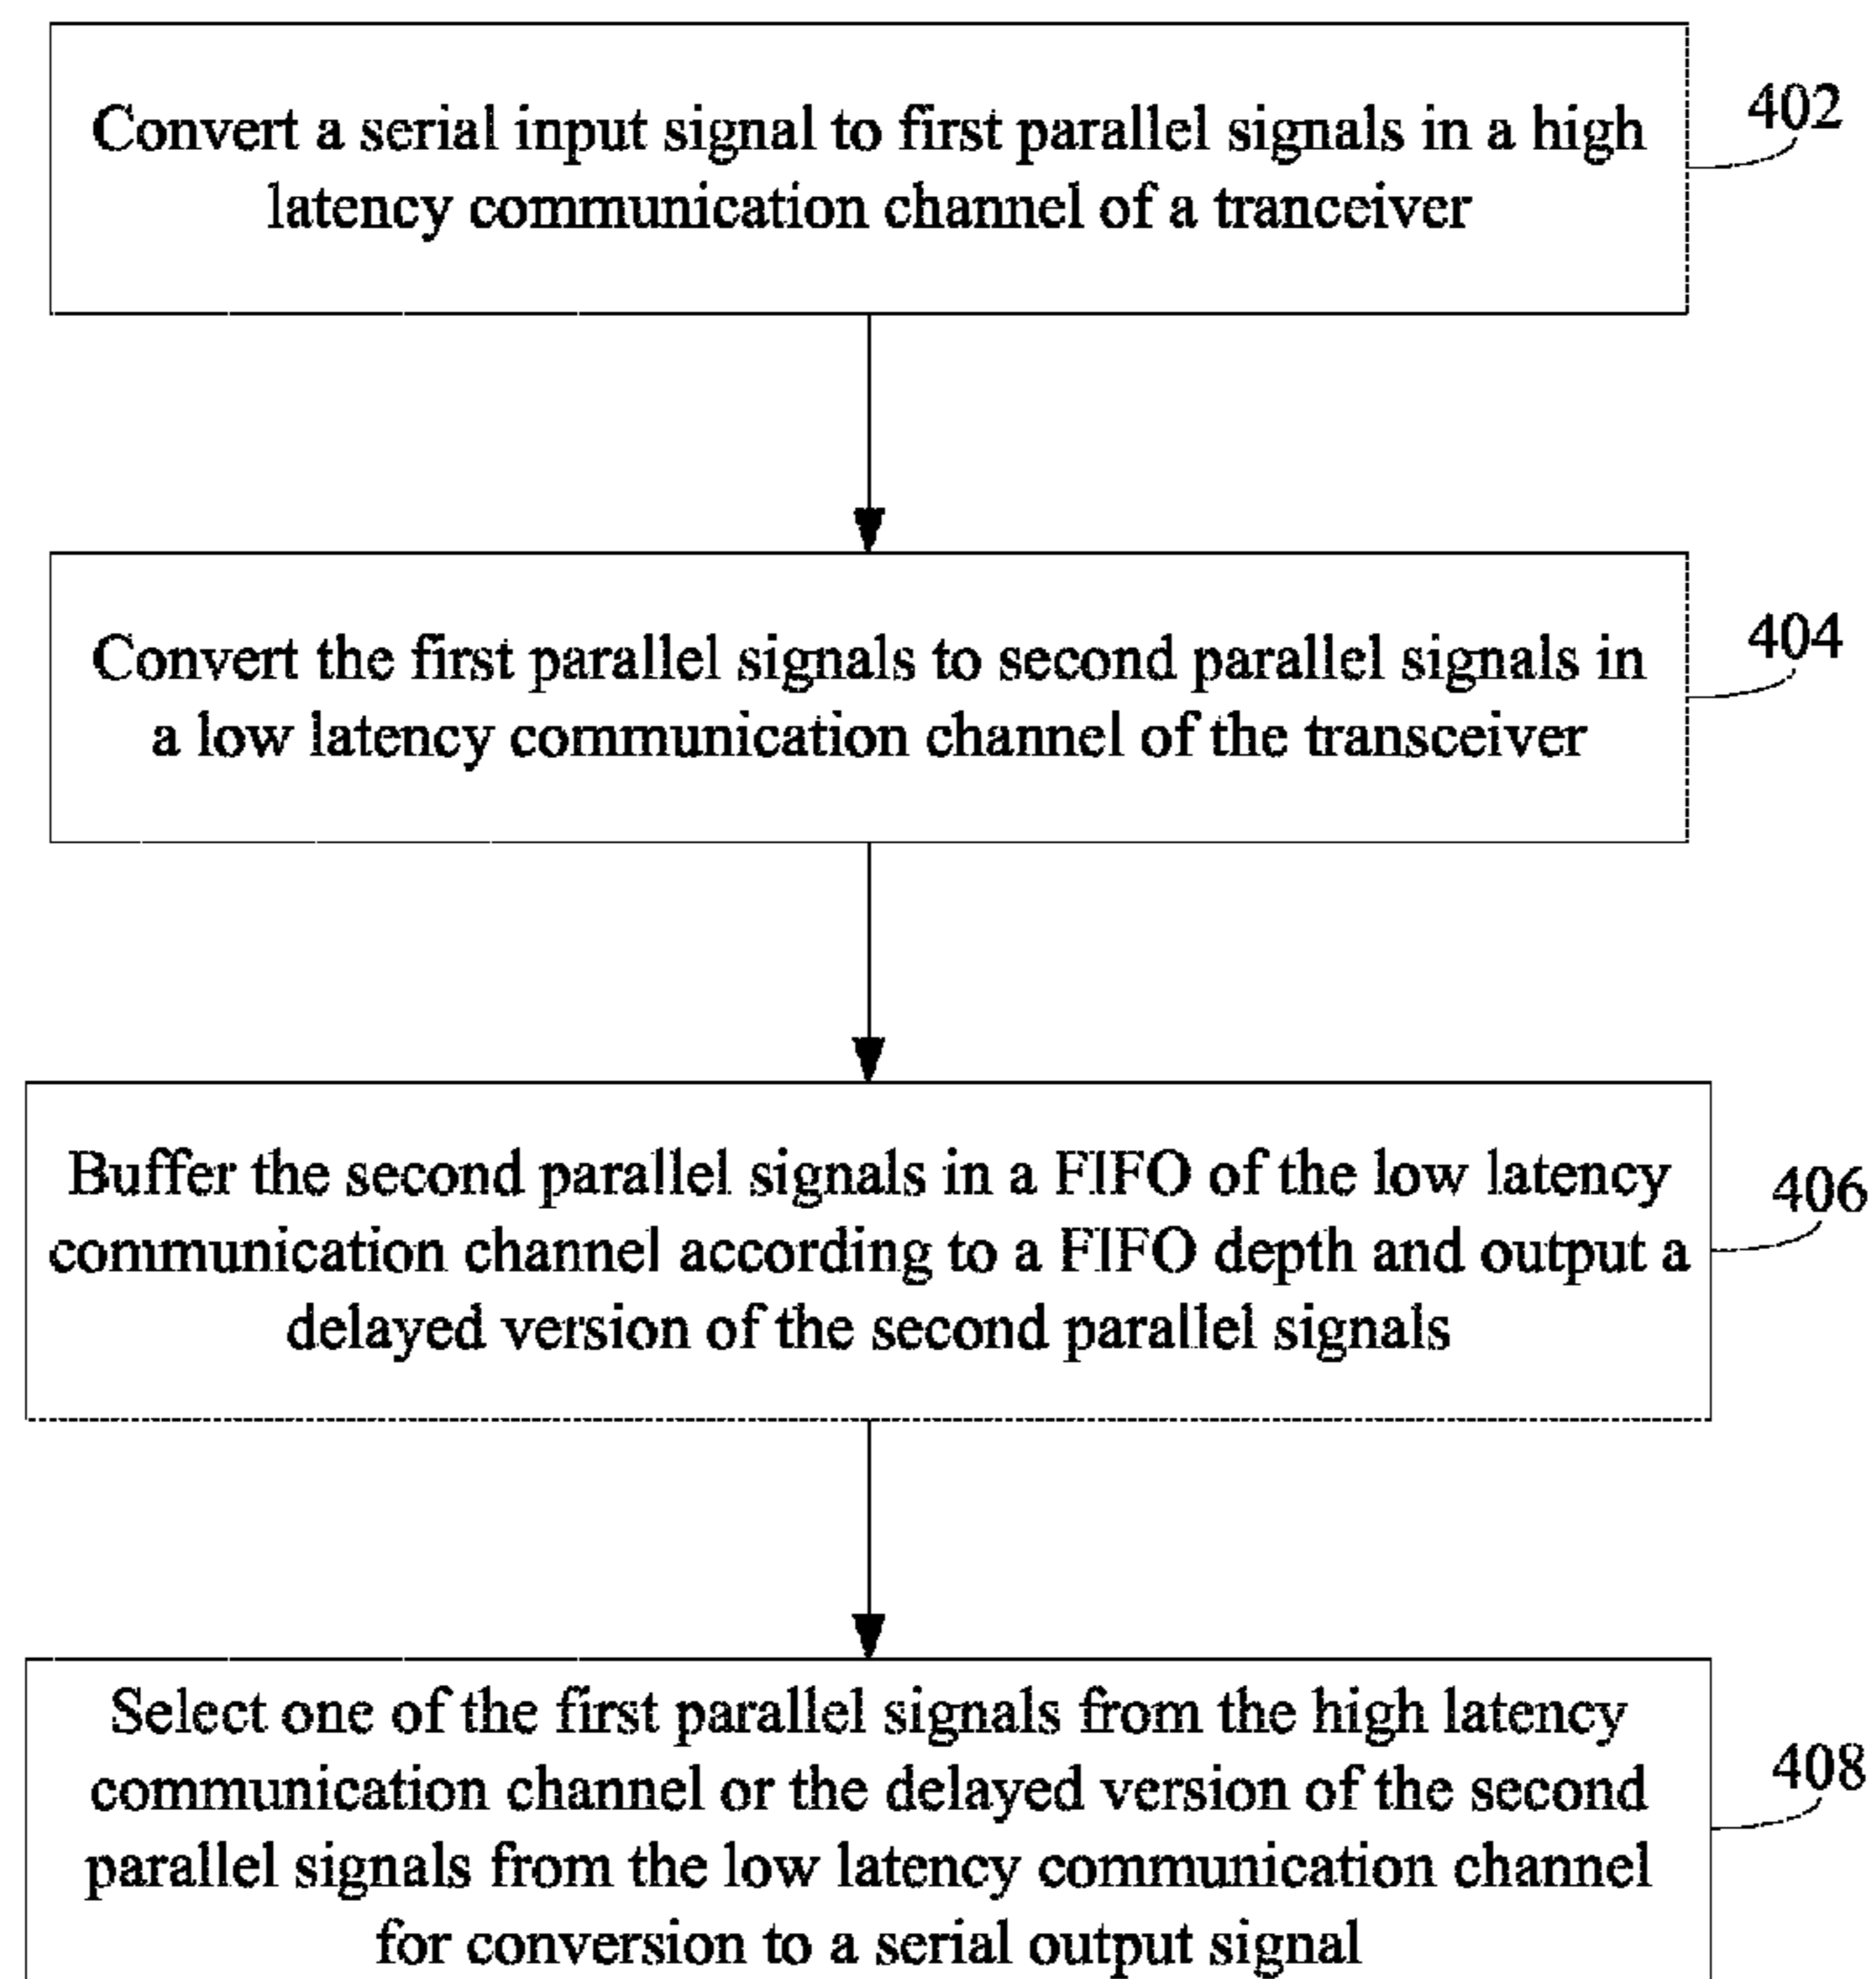 Convert a serial input signal to first parallel signals in a high
latency communication channel of a tranceiver
402
Convert the first parallel signals to second parallel signals in
a low latency communication channel of the transceiver
404
Buffer the second parallel signals in a FIFO of the low latency
communication channel according to a FIFO depth and output a
delayed version of the second parallel signals
406
Select one of the first parallel signals from the high latency
communication channel or the delayed version of the second
parallel signals from the low latency communication channel
for conversion to a serial output signal
408